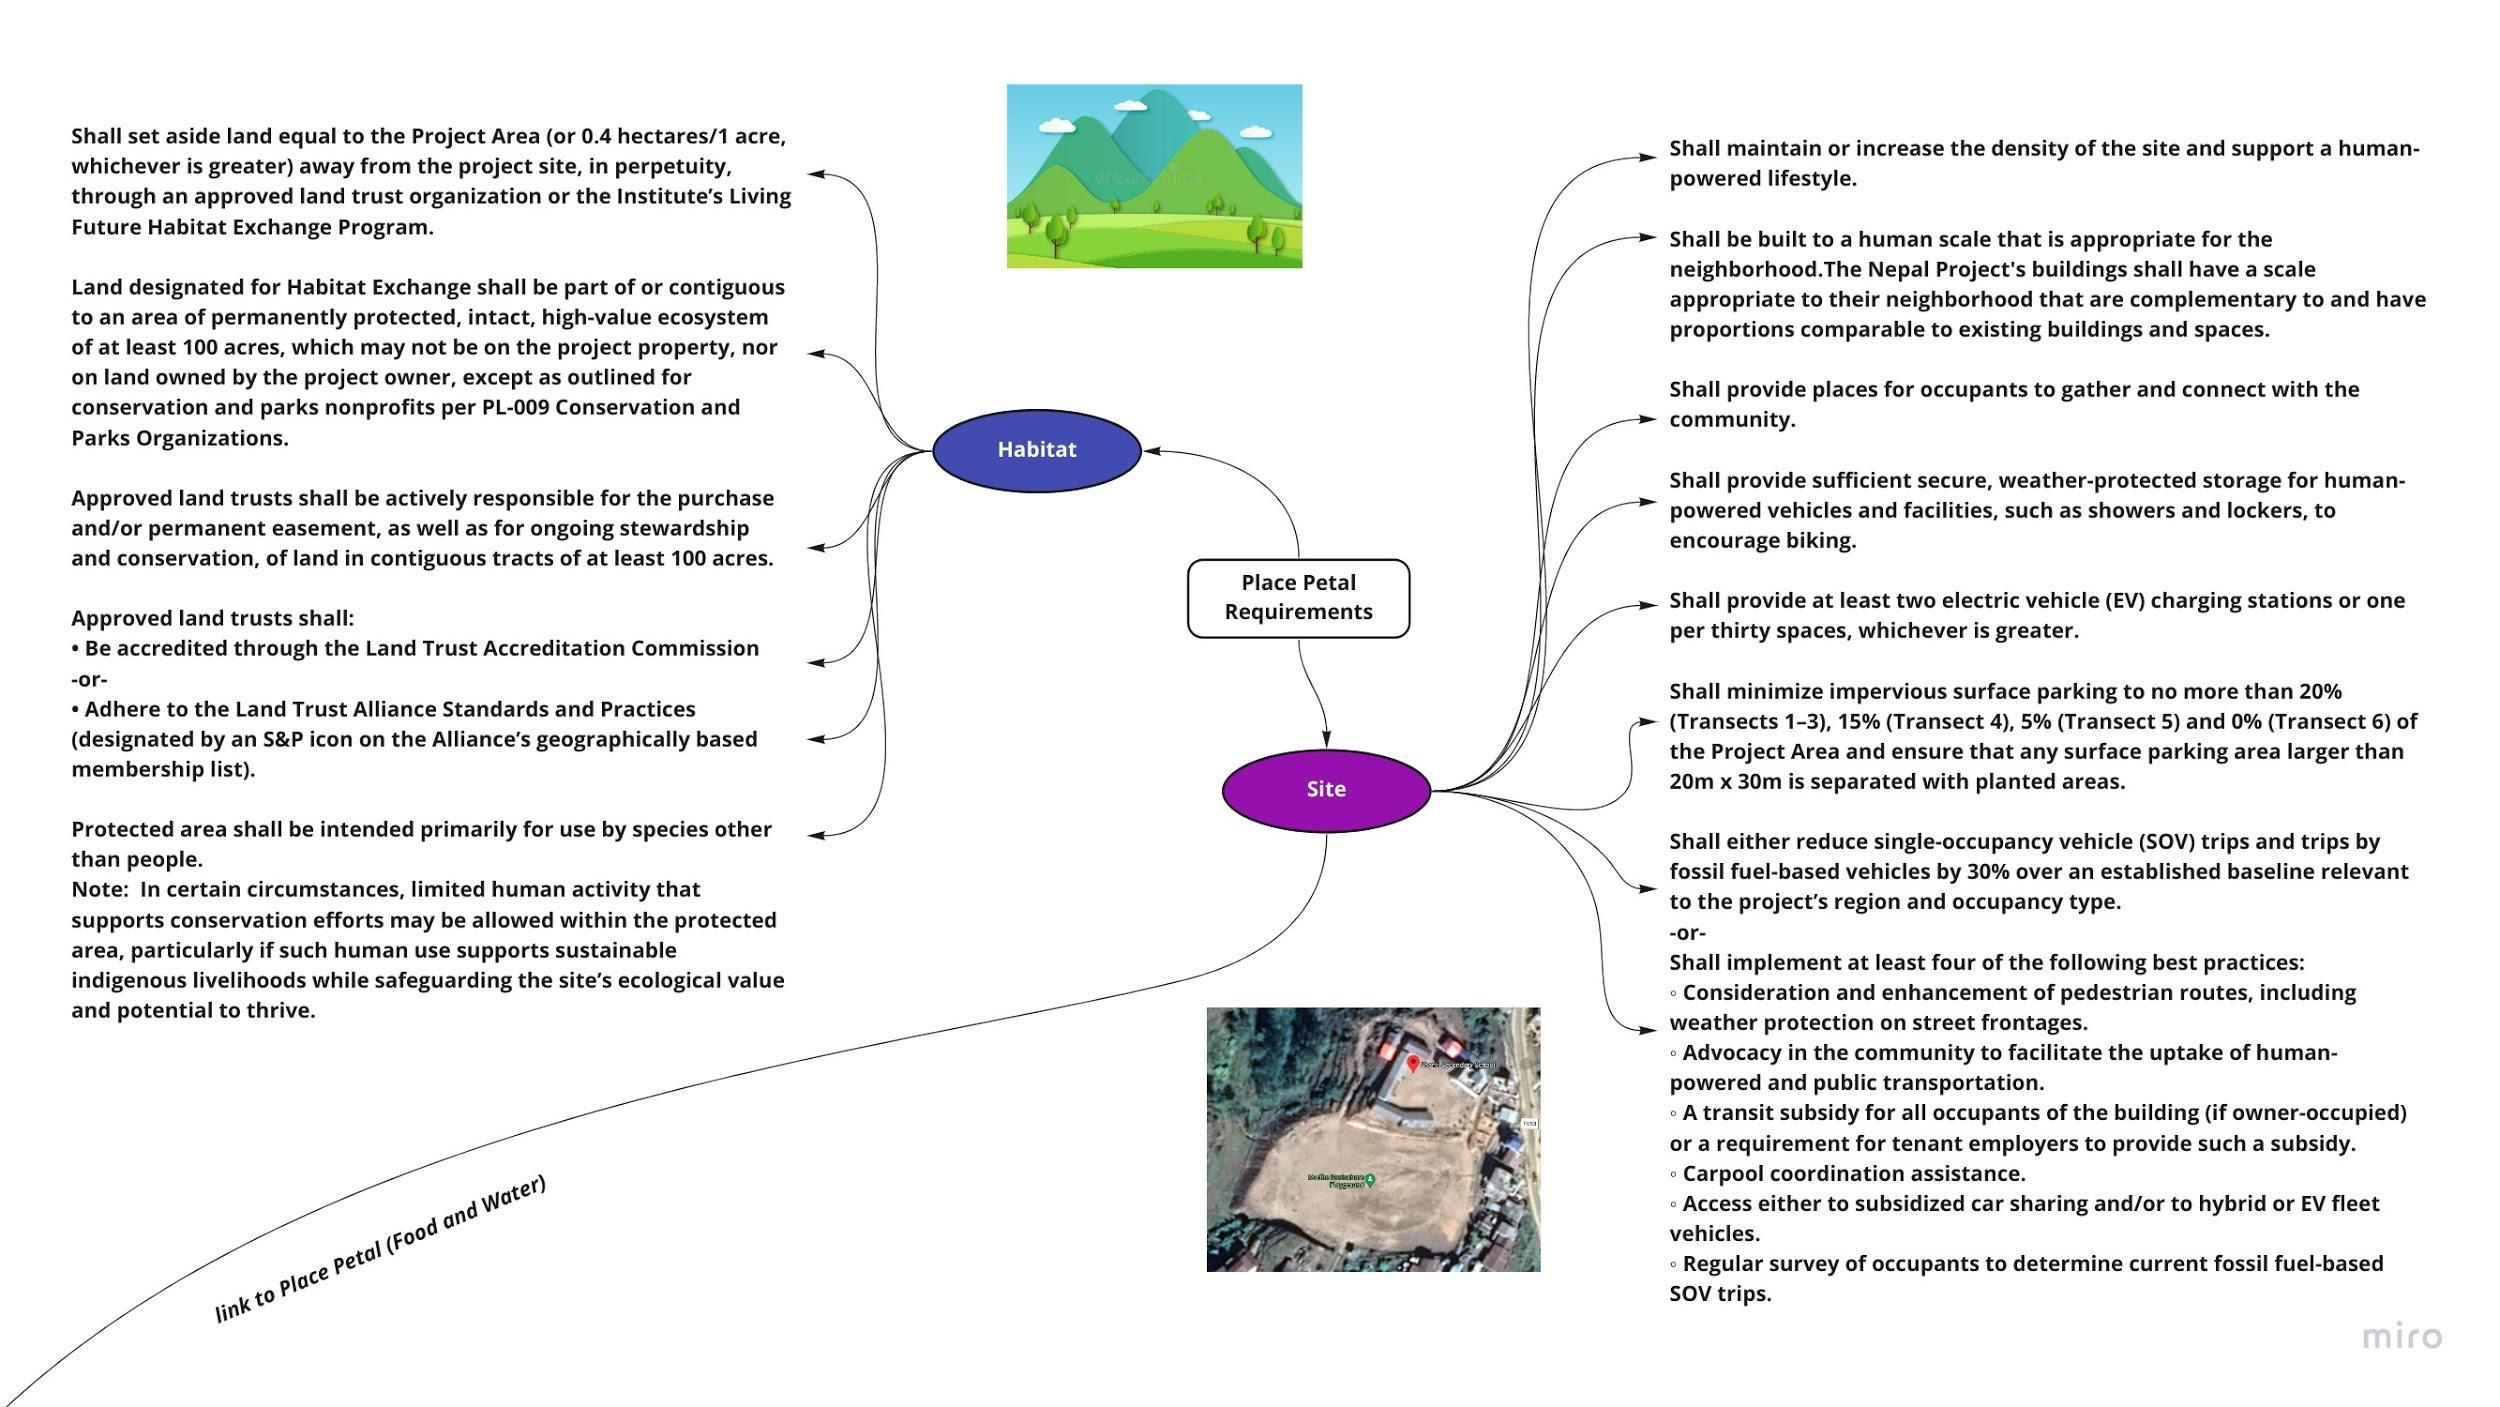 Shall set aside land equal to the Project Area (or 0.4 hectares/1 acre,
whichever is greater) away from the project site, in perpetuity,
through an approved land trust organization or the Institute’s Living
Future Habitat Exchange Program.
Land designated for Habitat Exchange shall be part of or contiguous
to an area of permanently protected, intact, high-value ecosystem
of at least 100 acres, which may not be on the project property, nor
on land owned by the project owner, except as outlined for
conservation and parks nonprofits per PL-009 Conservation and
Parks Organizations.
Approved land trusts shall be actively responsible for the purchase
and/or permanent easement, as well as for ongoing stewardship
and conservation, of land in contiguous tracts of at least 100 acres.
Approved land trusts shall:
• Be accredited through the Land Trust Accreditation Commission
-or-
• Adhere to the Land Trust Alliance Standards and Practices
(designated by an S&P icon on the Alliance’s geographically based
membership list).
Protected area shall be intended primarily for use by species other
than people.
Note:  In certain circumstances, limited human activity that
supports conservation efforts may be allowed within the protected
area, particularly if such human use supports sustainable
indigenous livelihoods while safeguarding the site’s ecological value
and potential to thrive.
link to Place Petal (Food and Water)
Habitat
Place Petal
Requirements
Site
Secondary School
Playground
Shall maintain or increase the density of the site and support a human-
powered lifestyle.
Shall be built to a human scale that is appropriate for the
neighborhood.The Nepal Project's buildings shall have a scale
appropriate to their neighborhood that are complementary to and have
proportions comparable to existing buildings and spaces.
Shall provide places for occupants to gather and connect with the
community.
Shall provide sufficient secure, weather-protected storage for human-
powered vehicles and facilities, such as showers and lockers, to
encourage biking.
Shall provide at least two electric vehicle (EV) charging stations or one
per thirty spaces, whichever is greater.
Shall minimize impervious surface parking to no more than 20%
(Transects 1–3), 15% (Transect 4), 5% (Transect 5) and 0% (Transect 6) of
the Project Area and ensure that any surface parking area larger than
20m x 30m is separated with planted areas.
Shall either reduce single-occupancy vehicle (SOV) trips and trips by
fossil fuel-based vehicles by 30% over an established baseline relevant
to the project’s region and occupancy type.
-or-
Shall implement at least four of the following best practices:
◦ Consideration and enhancement of pedestrian routes, including
weather protection on street frontages.
◦ Advocacy in the community to facilitate the uptake of human-
powered and public transportation.
◦ A transit subsidy for all occupants of the building (if owner-occupied)
or a requirement for tenant employers to provide such a subsidy.
◦ Carpool coordination assistance.
◦ Access either to subsidized car sharing and/or to hybrid or EV fleet
vehicles.
◦ Regular survey of occupants to determine current fossil fuel-based
SOV trips.
miro